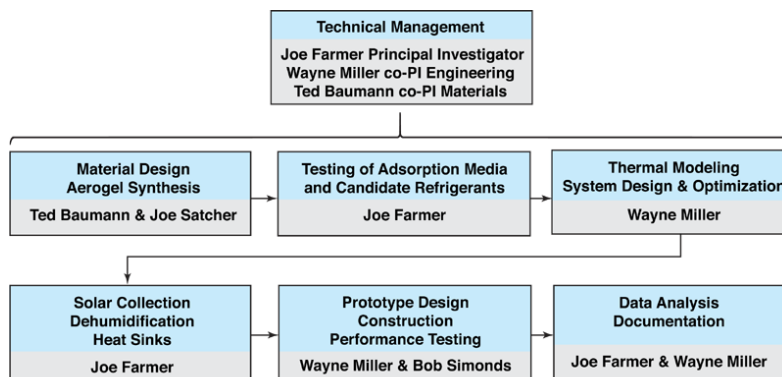 Technical Management
Joe Farmer Principal Investigator
Wayne Miller co-PI Engineering
Ted Baumann co-PI Materials
Material Design
Aerogel Synthesis
Ted Baumann & Joe Satcher
Testing of Adsorption Media
and Candidate Refrigerants
Joe Farmer
Thermal Modeling
System Design & Optimization
Wayne Miller
Solar Collection
Dehumidification
Heat Sinks
Joe Farmer
Prototype Design
Construction
Performance Testing
Wayne Miller & Bob Simonds
Data Analysis
Documentation
Joe Farmer & Wayne Miller